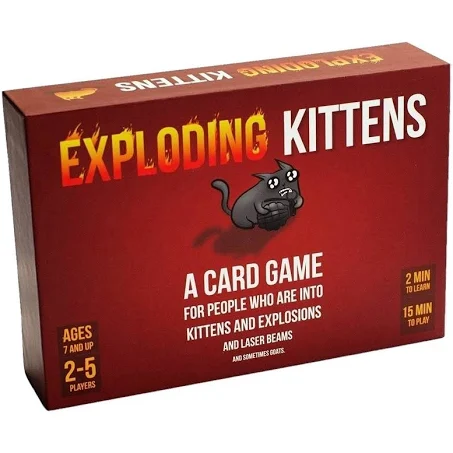 EXPLODING
KITTENS
EXPLODING KITTENS
A CARD GAME
FOR PEOPLE WHO ARE INTO
KITTENS AND EXPLOSIONS
AND LASER BEAMS
AND SOMETIMES GOATS.
AGES
7 AND UP
2-5
PLAYERS
2 MIN
TO LEARN
15 MIN
TO PLAY